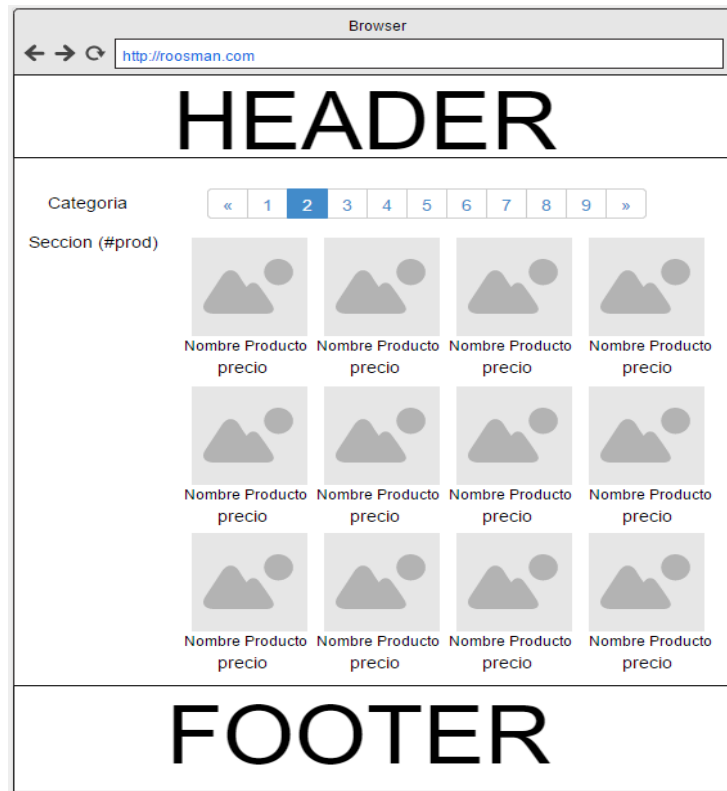 Browser
http://roosman.com
HEADER
Categoria
« 1 2 3 4 5 6 7 8 9 »
Seccion (#prod)
Nombre Producto Nombre Producto Nombre Producto Nombre Producto
precio precio precio precio
Nombre Producto Nombre Producto Nombre Producto Nombre Producto
precio precio precio precio
Nombre Producto Nombre Producto Nombre Producto Nombre Producto
precio precio precio precio
FOOTER